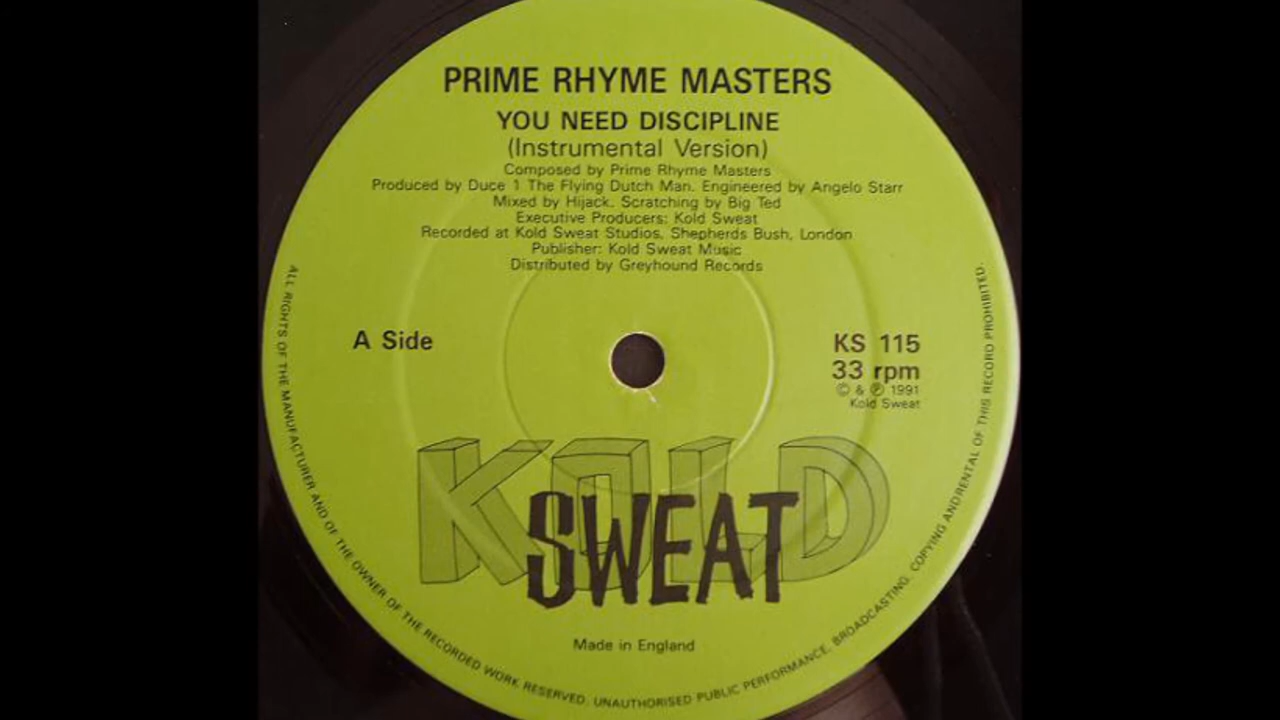 PRIME RHYME MASTERS
YOU NEED DISCIPLINE
(Instrumental Version)
Composed by Prime Rhyme Masters
Produced by Duce 1 The Flying Dutch Man. Engineered by Angelo Starr
Mixed by Hijack. Scratching by Big Ted
Executive Producers: Kold Sweat
Recorded at Kold Sweat Studios, Shepherds Bush, London
Publisher: Kold Sweat Music
Distributed by Greyhound Records
A Side
KS 115
33 rpm
© & ℗ 1991
Kold Sweat
KOLD
SWEAT
Made in England
ALL RIGHTS OF THE MANUFACTURER AND OF THE OWNER OF THE RECORDED WORK RESERVED. UNAUTHORISED PUBLIC PERFORMANCE, BROADCASTING, COPYING ANDRENTAL OF THIS RECORD PROHIBITED.